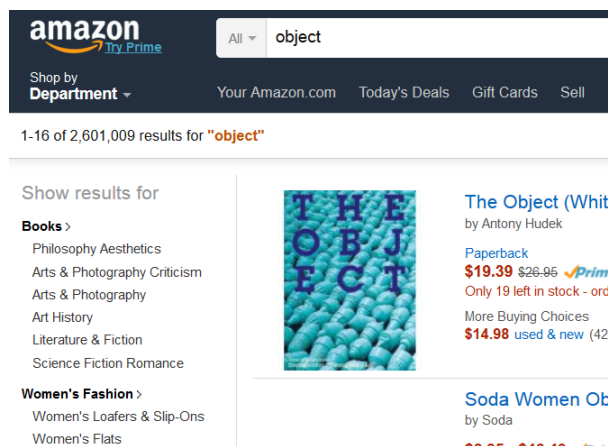 amazon
Try Prime
All
object
Shop by
Department
Your Amazon.com
Today's Deals
Gift Cards
Sell
1-16 of 2,601,009 results for "object"
Show results for
Books
Philosophy Aesthetics
Arts & Photography Criticism
Arts & Photography
Art History
Literature & Fiction
Science Fiction Romance
Women's Fashion
Women's Loafers & Slip-Ons
Women's Flats
THE
OBJ
ECT
The Object (Whit
by Antony Hudek
Paperback
$19.39 $26.95 Prim
Only 19 left in stock - ord
More Buying Choices
$14.98 used & new (42
Soda Women Ob
by Soda